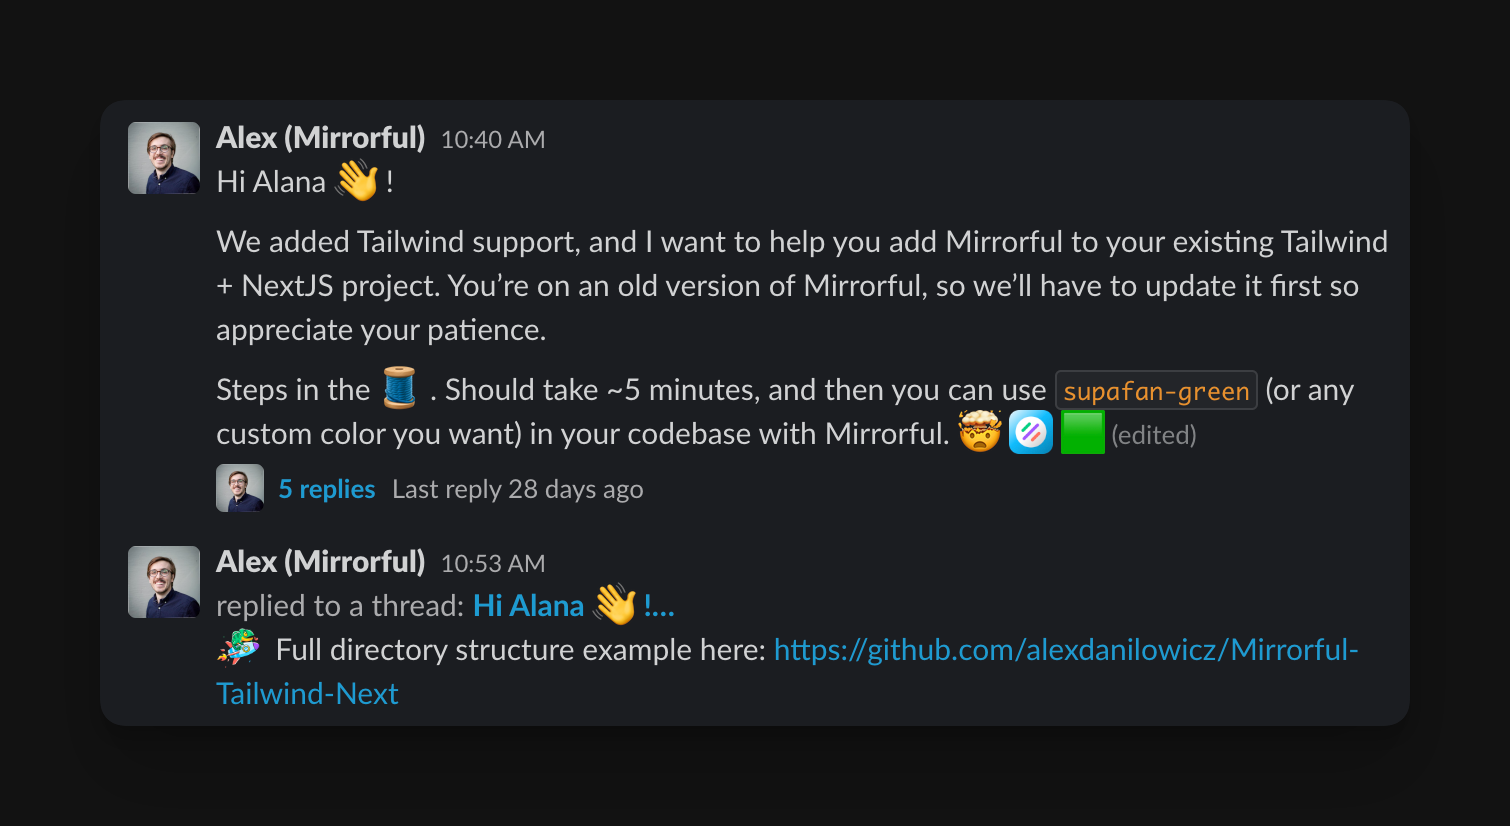 Alex (Mirrorful) 10:40 AM
Hi Alana 👋 !
We added Tailwind support, and I want to help you add Mirrorful to your existing Tailwind
+ NextJS project. You’re on an old version of Mirrorful, so we’ll have to update it first so
appreciate your patience.
Steps in the 🧵 . Should take ~5 minutes, and then you can use supafan-green (or any
custom color you want) in your codebase with Mirrorful. 🤯 🟩 (edited)
5 replies Last reply 28 days ago
Alex (Mirrorful) 10:53 AM
replied to a thread: Hi Alana 👋 !...
Full directory structure example here: https://github.com/alexdanilowicz/Mirrorful-
Tailwind-Next